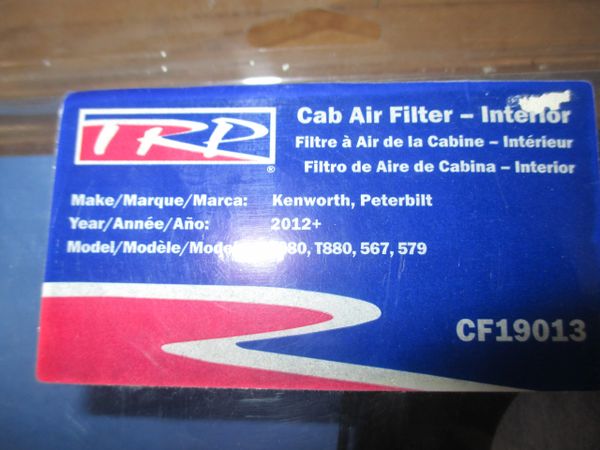 TRP®
Cab Air Filter – Interior
Filtre à Air de la Cabine – Intérieur
Filtro de Aire de Cabina – Interior
Make/Marque/Marca: Kenworth, Peterbilt
Year/Année/Año: 2012+
Model/Modèle/ T880, 567, 579
CF19013